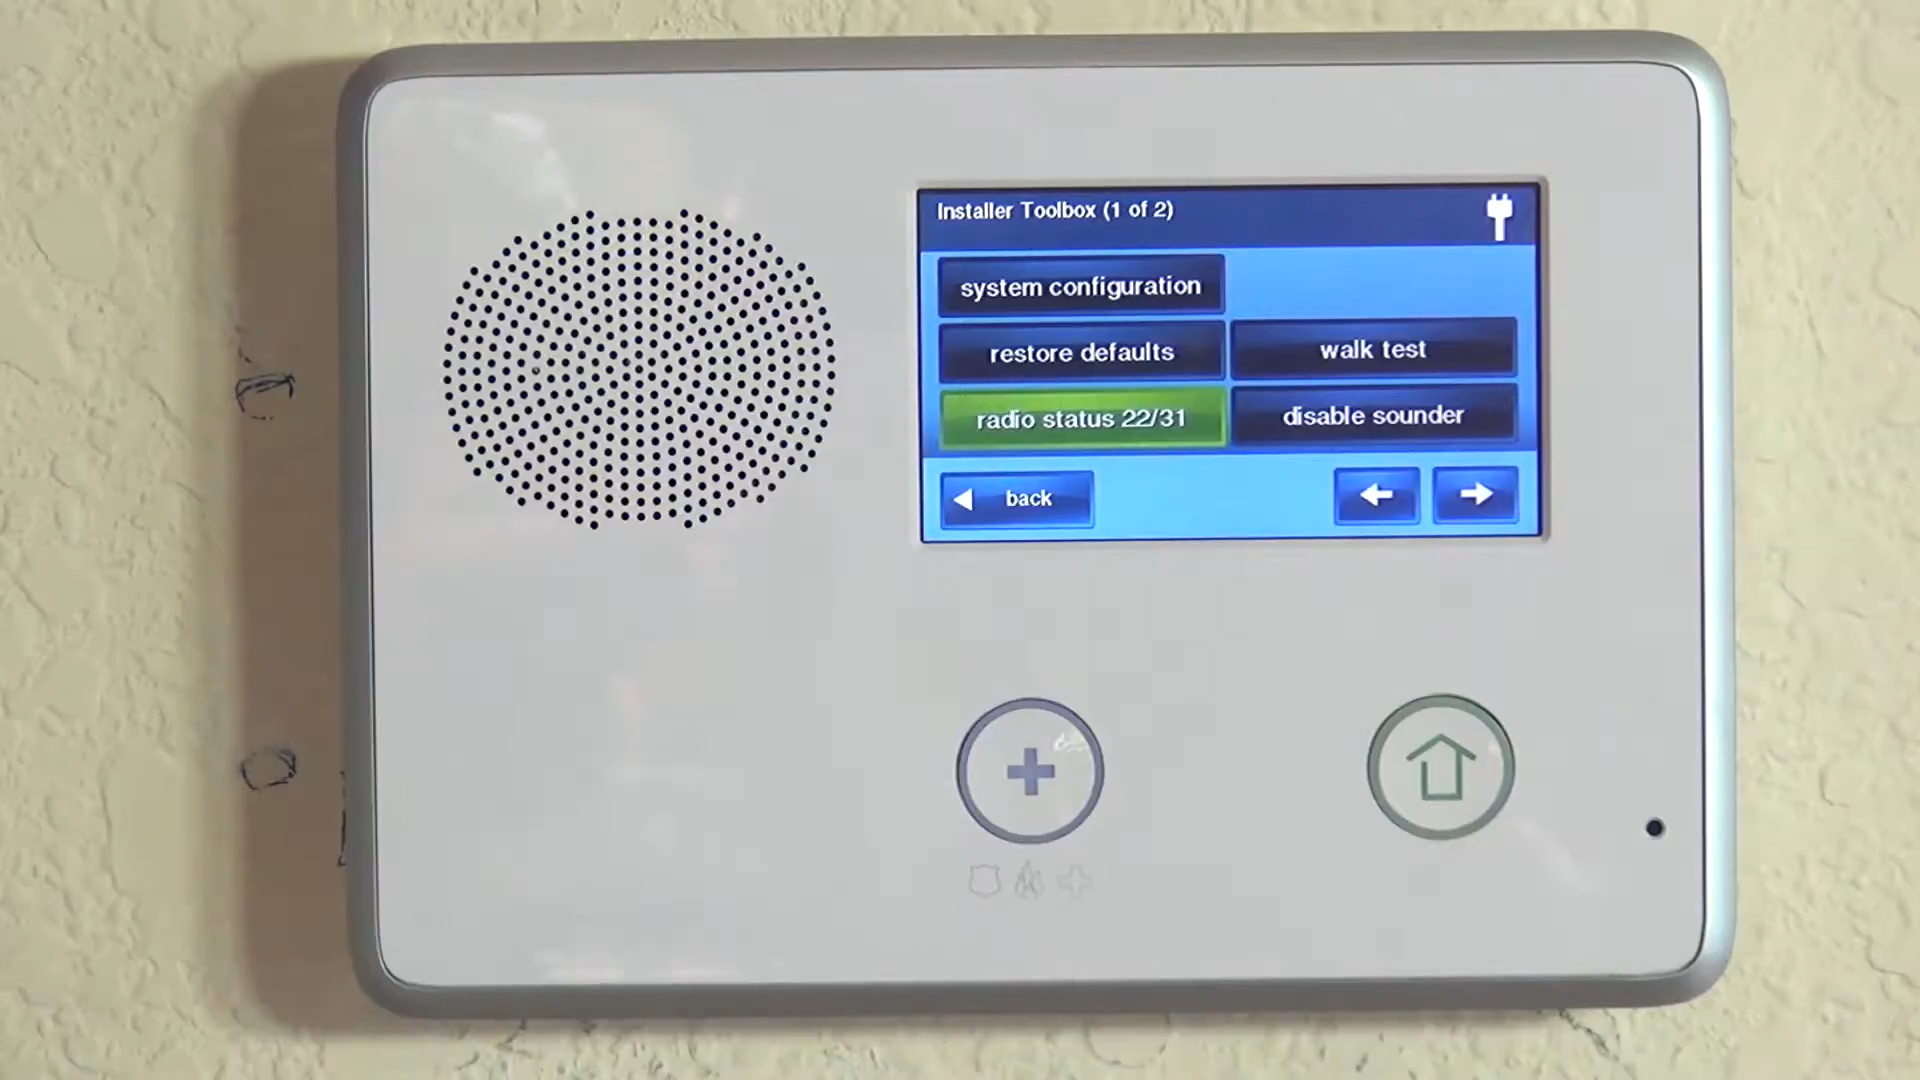 Installer Toolbox (1 of 2)
system configuration
restore defaults
walk test
radio status 22/31
disable sounder
back